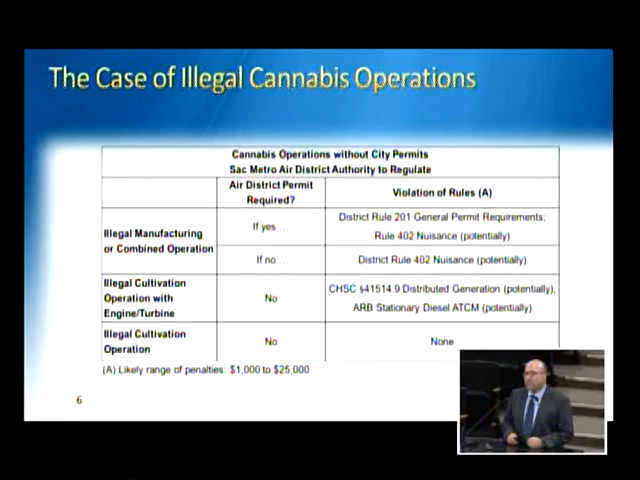 The Case of Illegal Cannabis Operations
Cannabis Operations without City Permits
Sac Metro Air District Authority to Regulate
Air District Permit
Required?
Violation of Rules (A)
Illegal Manufacturing
or Combined Operation
If yes ...
District Rule 201 General Permit Requirements;
Rule 402 Nuisance (potentially)
If no ...
District Rule 402 Nuisance (potentially)
Illegal Cultivation
Operation with
Engine/Turbine
No
CHSC §41514.9 Distributed Generation (potentially),
ARB Stationary Diesel ATCM (potentially)
Illegal Cultivation
Operation
No
None
(A) Likely range of penalties: $1,000 to $25,000
6